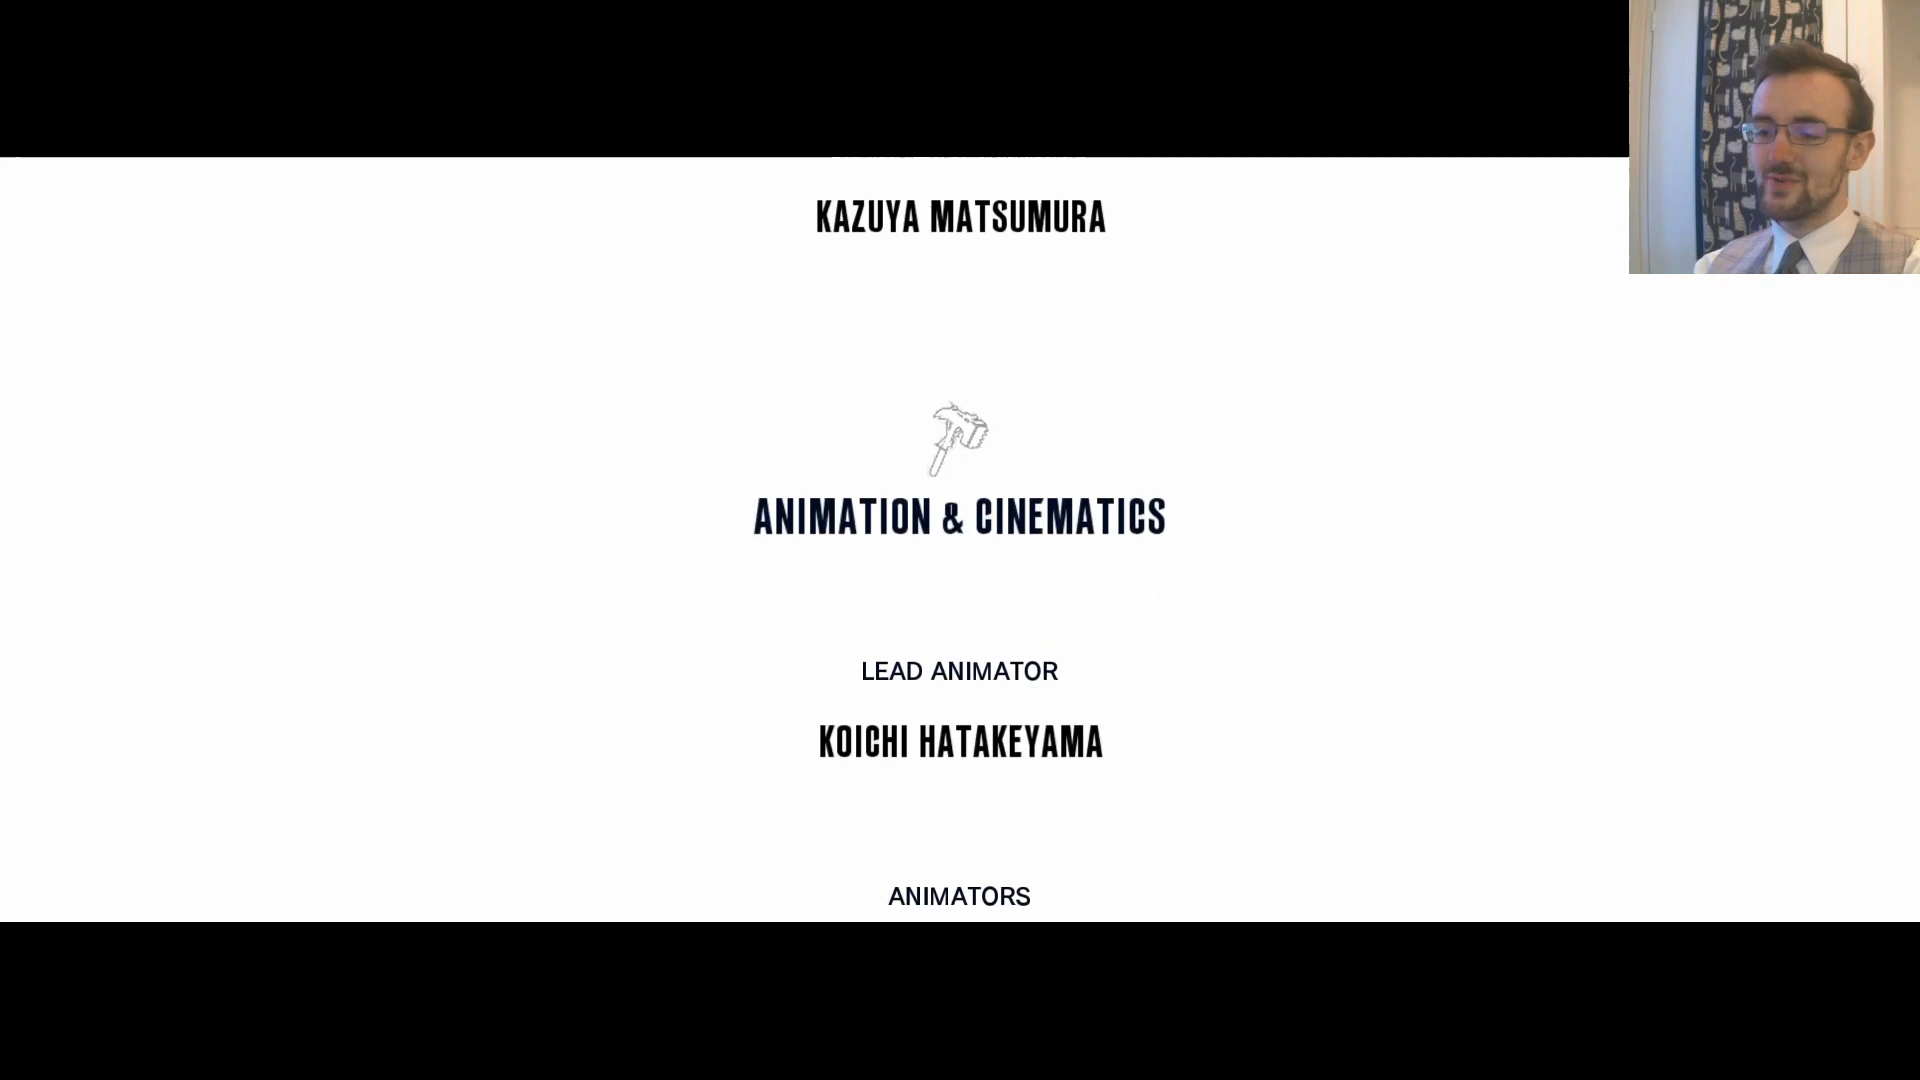 KAZUYA MATSUMURA
ANIMATION & CINEMATICS
LEAD ANIMATOR
KOICHI HATAKEYAMA
ANIMATORS